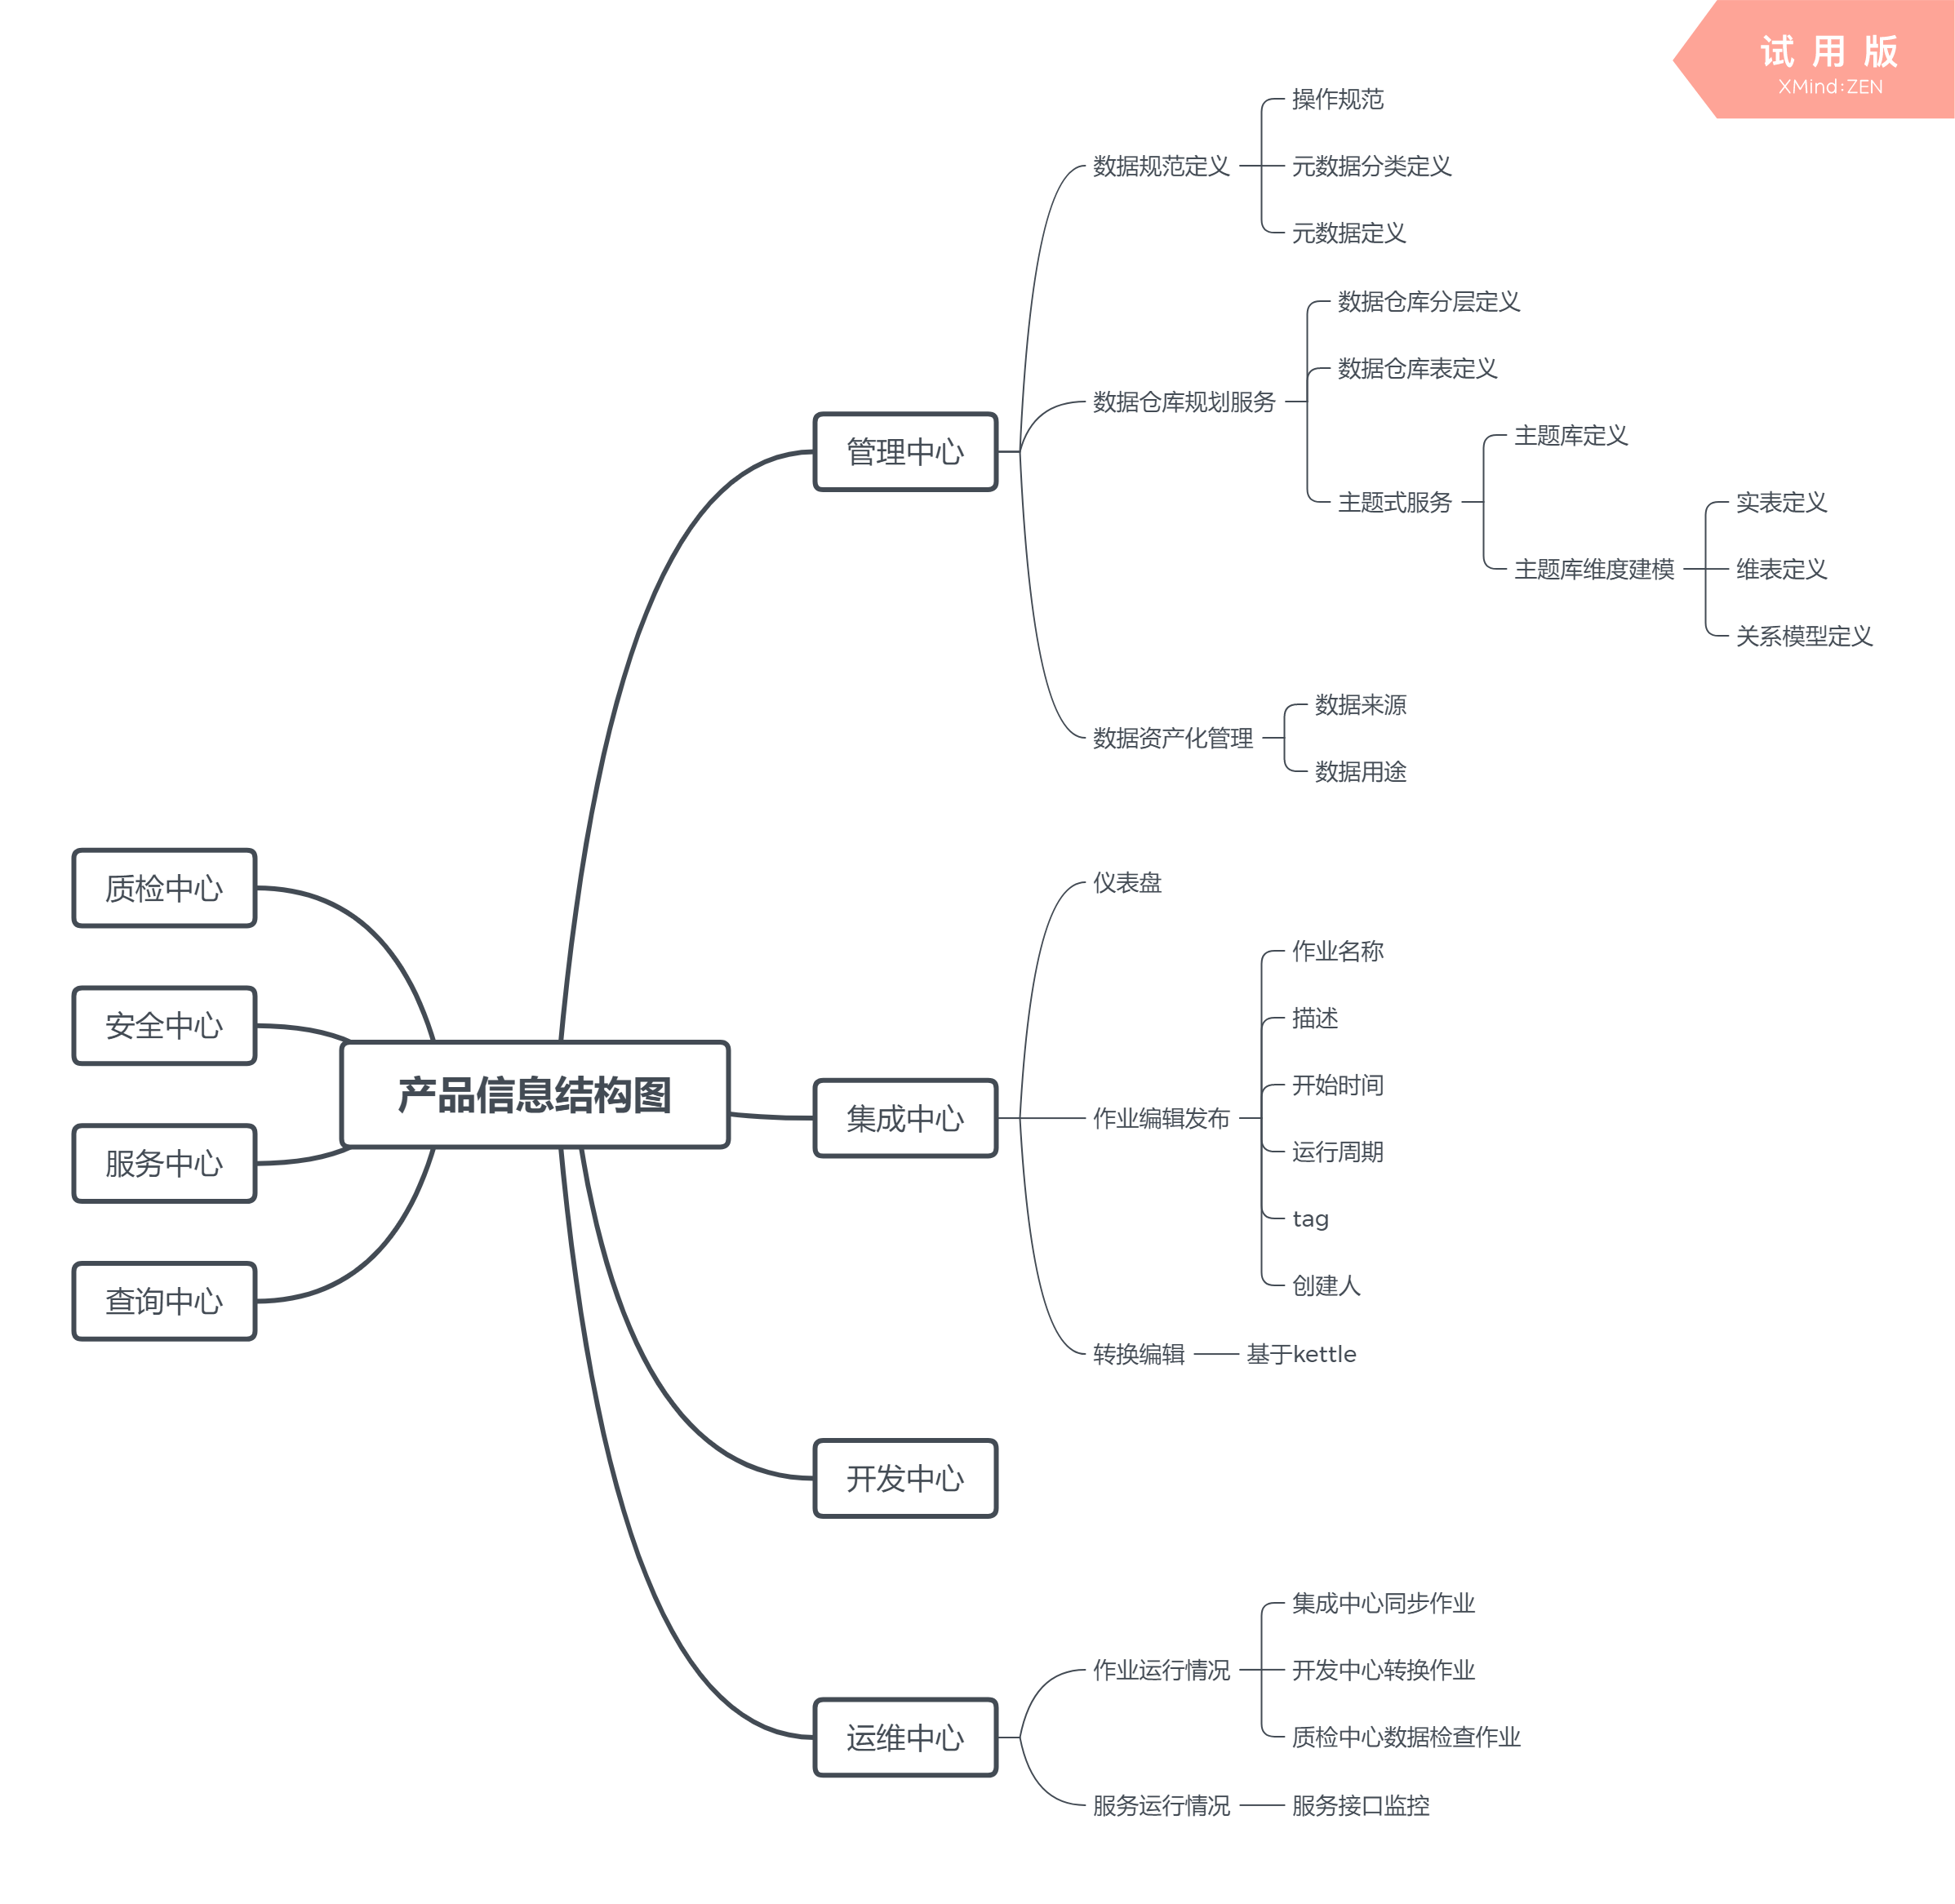 试用版
XMind:ZEN
产品信息结构图
管理中心
数据规范定义
操作规范
元数据分类定义
元数据定义
数据仓库规划服务
数据仓库分层定义
数据仓库表定义
主题式服务
主题库定义
主题库维度建模
实表定义
维表定义
关系模型定义
数据资产化管理
数据来源
数据用途
集成中心
仪表盘
作业编辑发布
作业名称
描述
开始时间
运行周期
tag
创建人
转换编辑
基于kettle
开发中心
运维中心
作业运行情况
集成中心同步作业
开发中心转换作业
质检中心数据检查作业
服务运行情况
服务接口监控
质检中心
安全中心
服务中心
查询中心